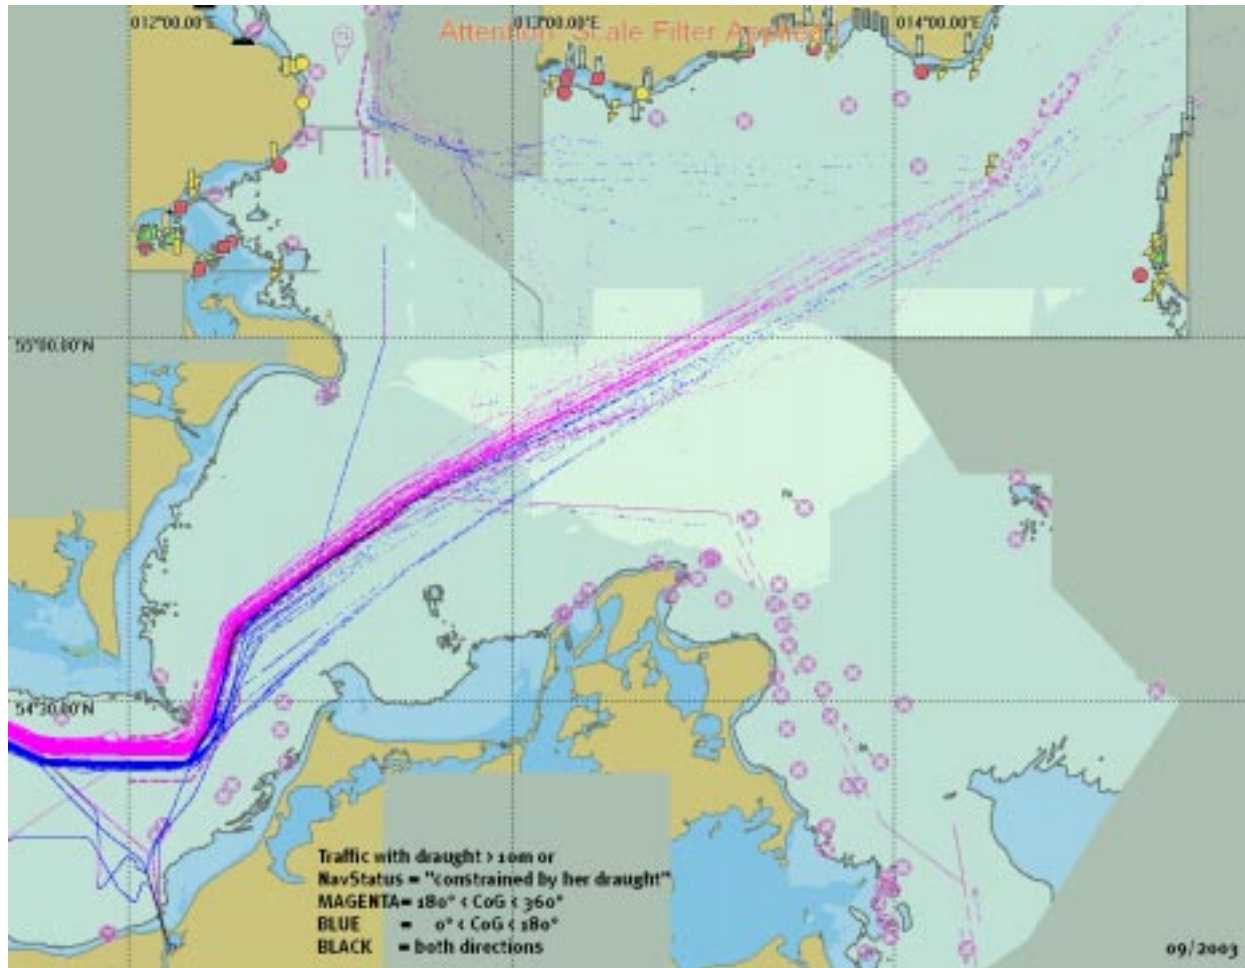 012°00.00'E
013°00.00'E
014°00.00'E
Attention: Scale Filter Applied
55°00.00'N
54°30.00'N
Traffic with draught > 10m or
NavStatus = "constrained by her draught"
MAGENTA= 180° < CoG < 360°
BLUE = 0° < CoG < 180°
BLACK = both directions
09/2003